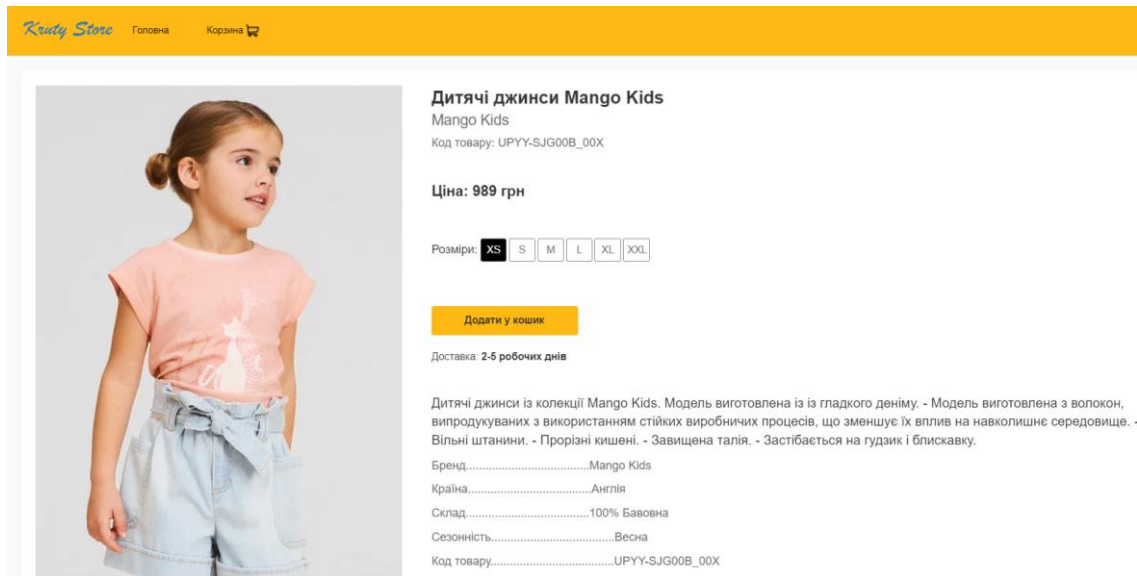 Kruty Store Головна Корзина
Дитячі джинси Mango Kids
Mango Kids
Код товару: UPYY-SJG00B_00X
Ціна: 989 грн
Розміри: XS S M L XL XXL
Додати у кошик
Доставка: 2-5 робочих днів
Дитячі джинси із колекції Mango Kids. Модель виготовлена із із гладкого деніму. - Модель виготовлена з волокон,
випродукуваних з використанням стійких виробничих процесів, що зменшує їх вплив на навколишнє середовище. -
Вільні штанини. - Прорізні кишені. - Завищена талія. - Застібається на гудзик і блискавку.
Бренд.....................................Mango Kids
Країна.....................................Англія
Склад.....................................100% Бавовна
Сезонність.....................................Весна
Код товару.....................................UPYY-SJG00B_00X